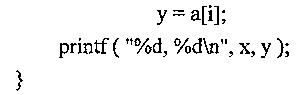 y = a[i];
printf ( "%d, %d\n", x, y );
}